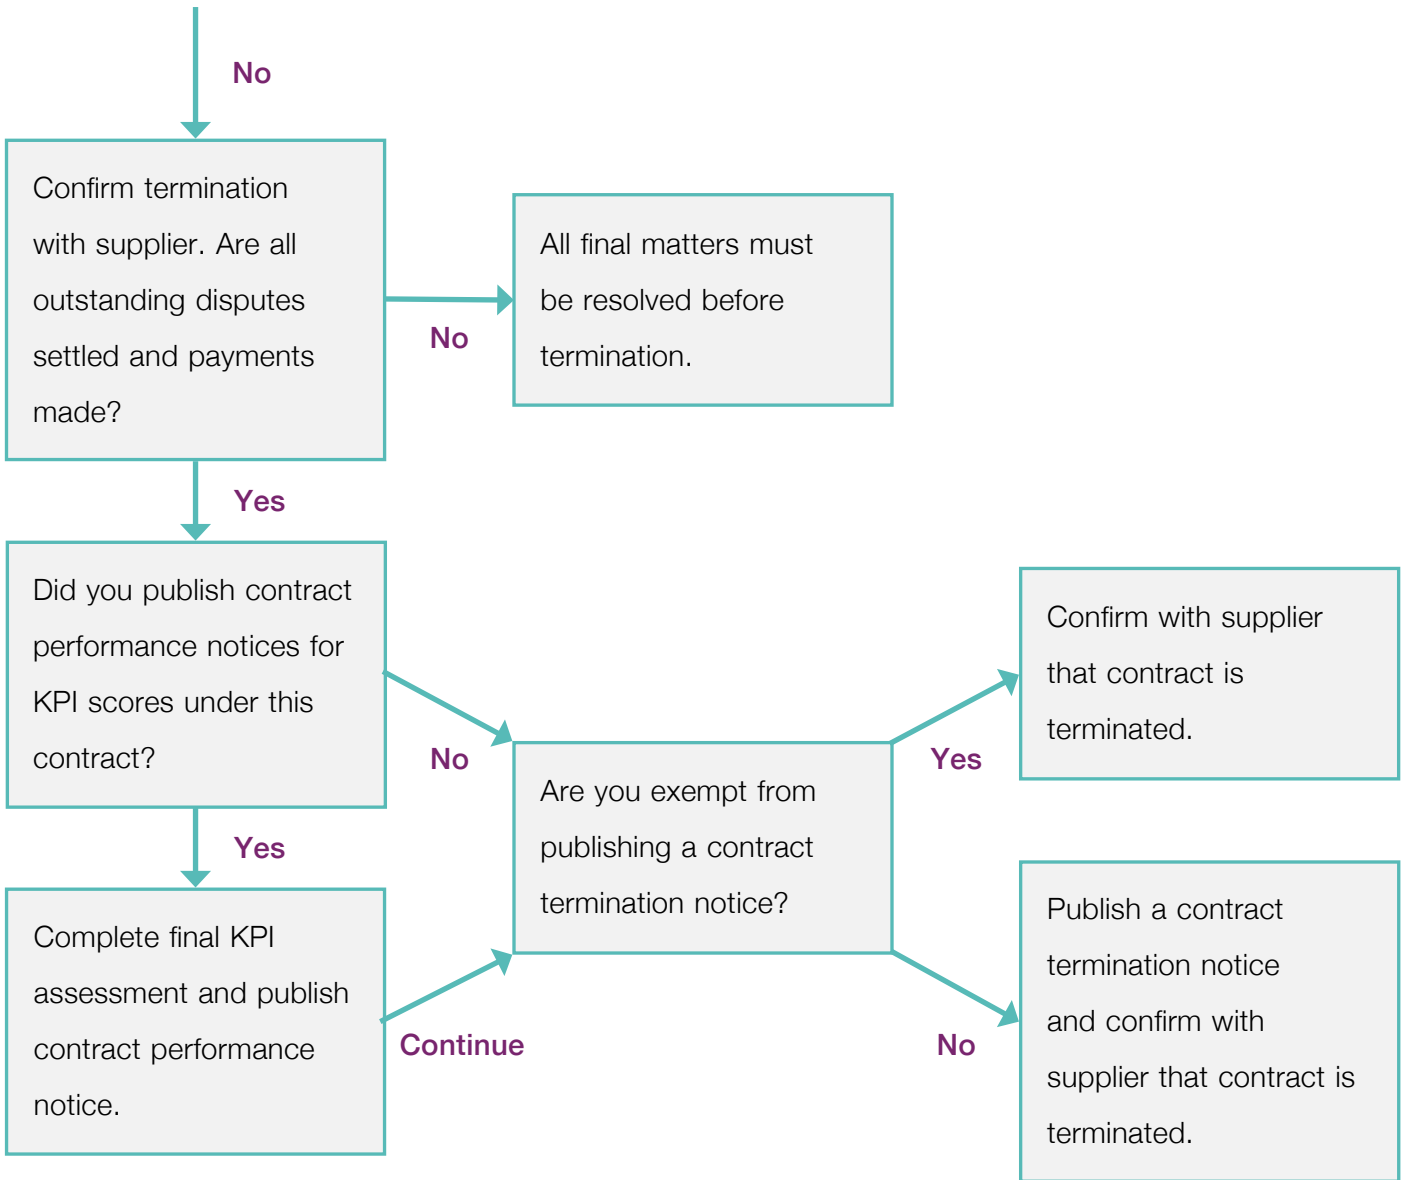 No
Confirm termination
with supplier. Are all
outstanding disputes
settled and payments
made?
No
All final matters must
be resolved before
termination.
Yes
Did you publish contract
performance notices for
KPI scores under this
contract?
No
Yes
Complete final KPI
assessment and publish
contract performance
notice.
Continue
Are you exempt from
publishing a contract
termination notice?
Yes
Confirm with supplier
that contract is
terminated.
No
Publish a contract
termination notice
and confirm with
supplier that contract is
terminated.